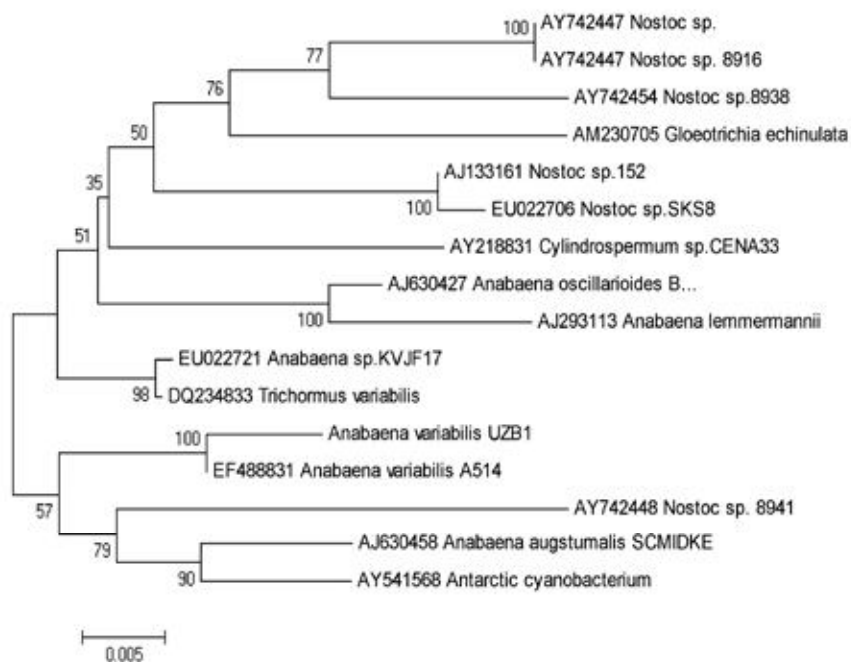 AY742447 Nostoc sp.
100
AY742447 Nostoc sp. 8916
77
AY742454 Nostoc sp.8938
76
AM230705 Gloeotrichia echinulata
50
AJ133161 Nostoc sp.152
35
100
EU022706 Nostoc sp.SKS8
51
AY218831 Cylindrospermum sp.CENA33
AJ630427 Anabaena oscillarioides B...
100
AJ293113 Anabaena lemmermannii
EU022721 Anabaena sp.KVJF17
98
DQ234833 Trichormus variabilis
Anabaena variabilis UZB1
100
EF488831 Anabaena variabilis A514
57
AY742448 Nostoc sp. 8941
79
AJ630458 Anabaena augstumalis SCMIDKE
90
AY541568 Antarctic cyanobacterium
0.005